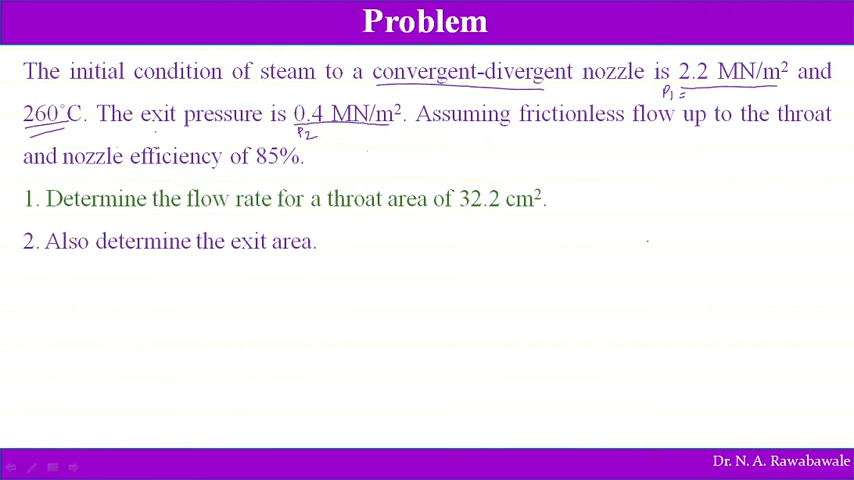 Problem
The initial condition of steam to a convergent-divergent nozzle is 2.2 MN/m² and
P₁ =
260°C. The exit pressure is 0.4 MN/m². Assuming frictionless flow up to the throat
P₂
and nozzle efficiency of 85%.
1. Determine the flow rate for a throat area of 32.2 cm².
2. Also determine the exit area.
Dr. N. A. Rawabawale